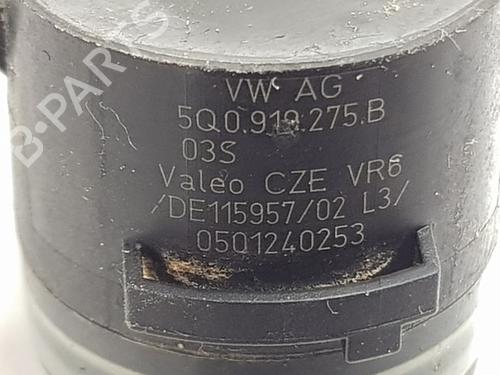 VW AG
5Q0.919.275.B
03S
Valeo CZE VR6
/DE115957/02 L3/
0501240253
B-PARTS